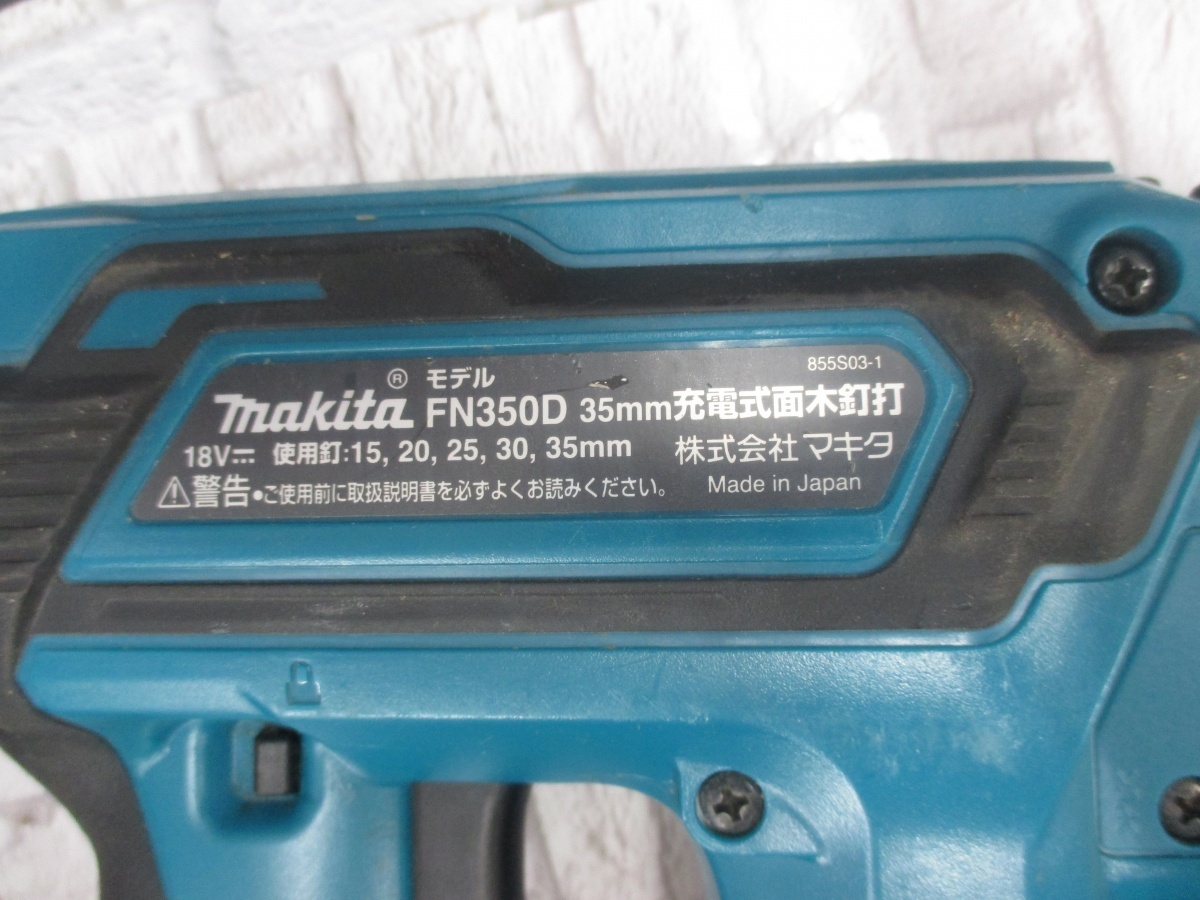 855S03-1
makita® モデル FN350D 35mm充電式面木釘打
18V⎓ 使用釘:15, 20, 25, 30, 35mm 株式会社 マキタ
⚠警告•ご使用前に取扱説明書を必ずよくお読みください。 Made in Japan